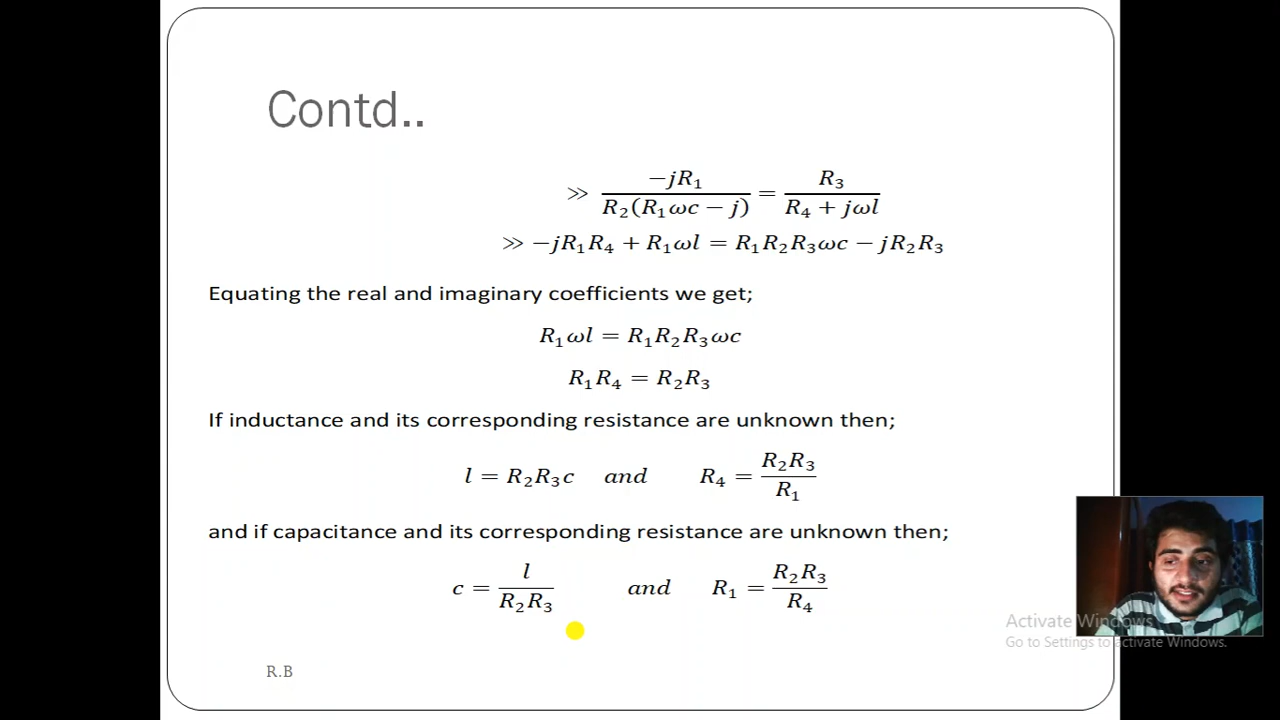 Contd..
≫ −jR₁ / R₂(R₁ωc − j) = R₃ / R₄ + jωl
≫ −jR₁R₄ + R₁ωl = R₁R₂R₃ωc − jR₂R₃
Equating the real and imaginary coefficients we get;
R₁ωl = R₁R₂R₃ωc
R₁R₄ = R₂R₃
If inductance and its corresponding resistance are unknown then;
l = R₂R₃c and R₄ = R₂R₃ / R₁
and if capacitance and its corresponding resistance are unknown then;
c = l / R₂R₃ and R₁ = R₂R₃ / R₄
Activate Windows
Go to Settings to activate Windows.
R.B